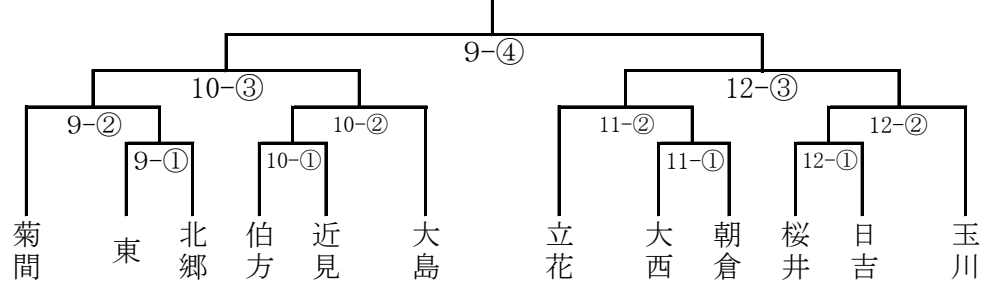 9-④
10-③
12-③
9-②
10-②
11-②
12-②
9-①
10-①
11-①
12-①
菊間
東
北郷
伯方
近見
大島
立花
大西
朝倉
桜井
日吉
玉川